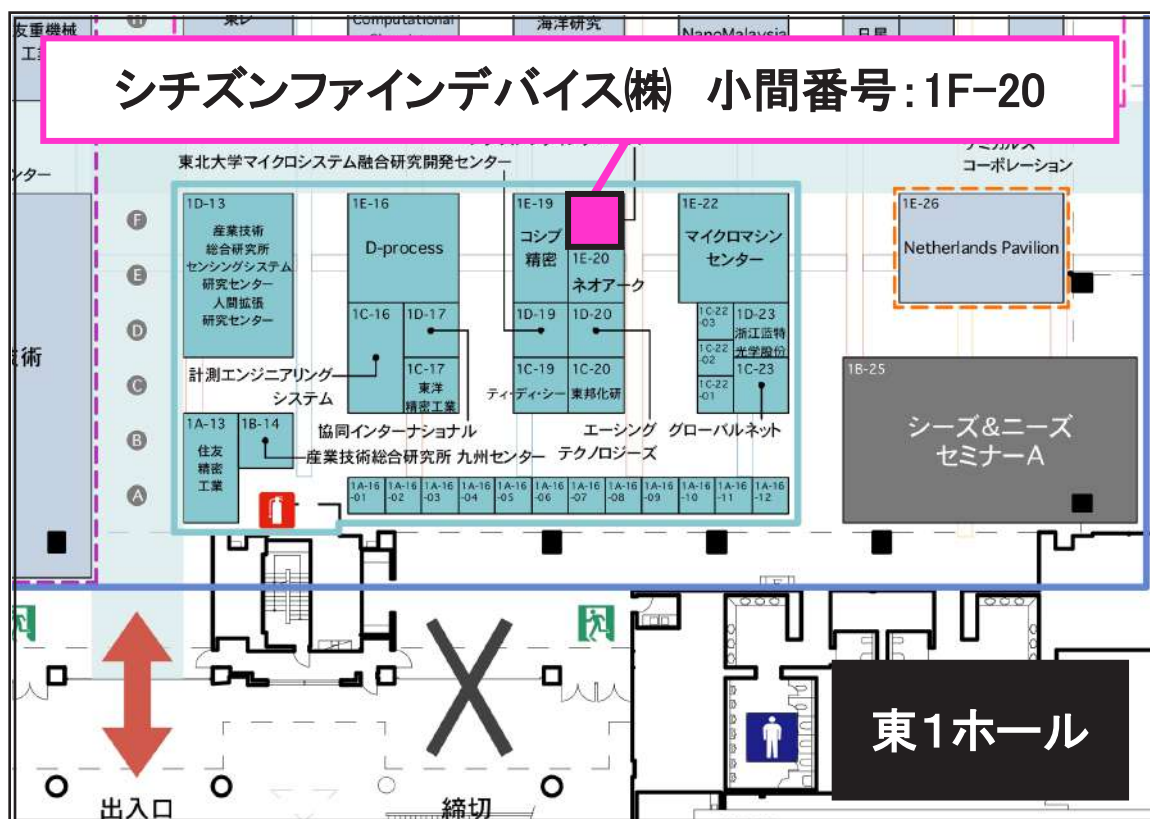 友重機械
工業
東レ
Computational
海洋研究
NanoMalaysia
シチズンファインデバイス㈱ 小間番号:1F-20
東北大学マイクロシステム融合研究開発センター
ケミカルズ
コーポレーション
ンター
技術
F
E
D
C
B
A
1D-13
産業技術
総合研究所
センシングシステム
研究センター
人間拡張
研究センター
1E-16
D-process
1E-19
コシブ
精密
1E-20
ネオアーク
1E-22
マイクロマシン
センター
1E-26
Netherlands Pavilion
1C-16
1D-17
1D-19
1D-20
1C-22
-03
1D-23
浙江蓝特
光学股份
1C-22
-02
1C-22
-01
1C-23
計測エンジニアリング
システム
1C-17
東洋
精密工業
1C-19
ティ・ディ・シー
1C-20
東邦化研
1B-25
シーズ&ニーズ
セミナーA
1A-13
住友
精密
工業
1B-14
協同インターナショナル
産業技術総合研究所 九州センター
エーシング
テクノロジーズ
グローバルネット
1A-16
-01
1A-16
-02
1A-16
-03
1A-16
-04
1A-16
-05
1A-16
-06
1A-16
-07
1A-16
-08
1A-16
-09
1A-16
-10
1A-16
-11
1A-16
-12
東1ホール
出入口
締切